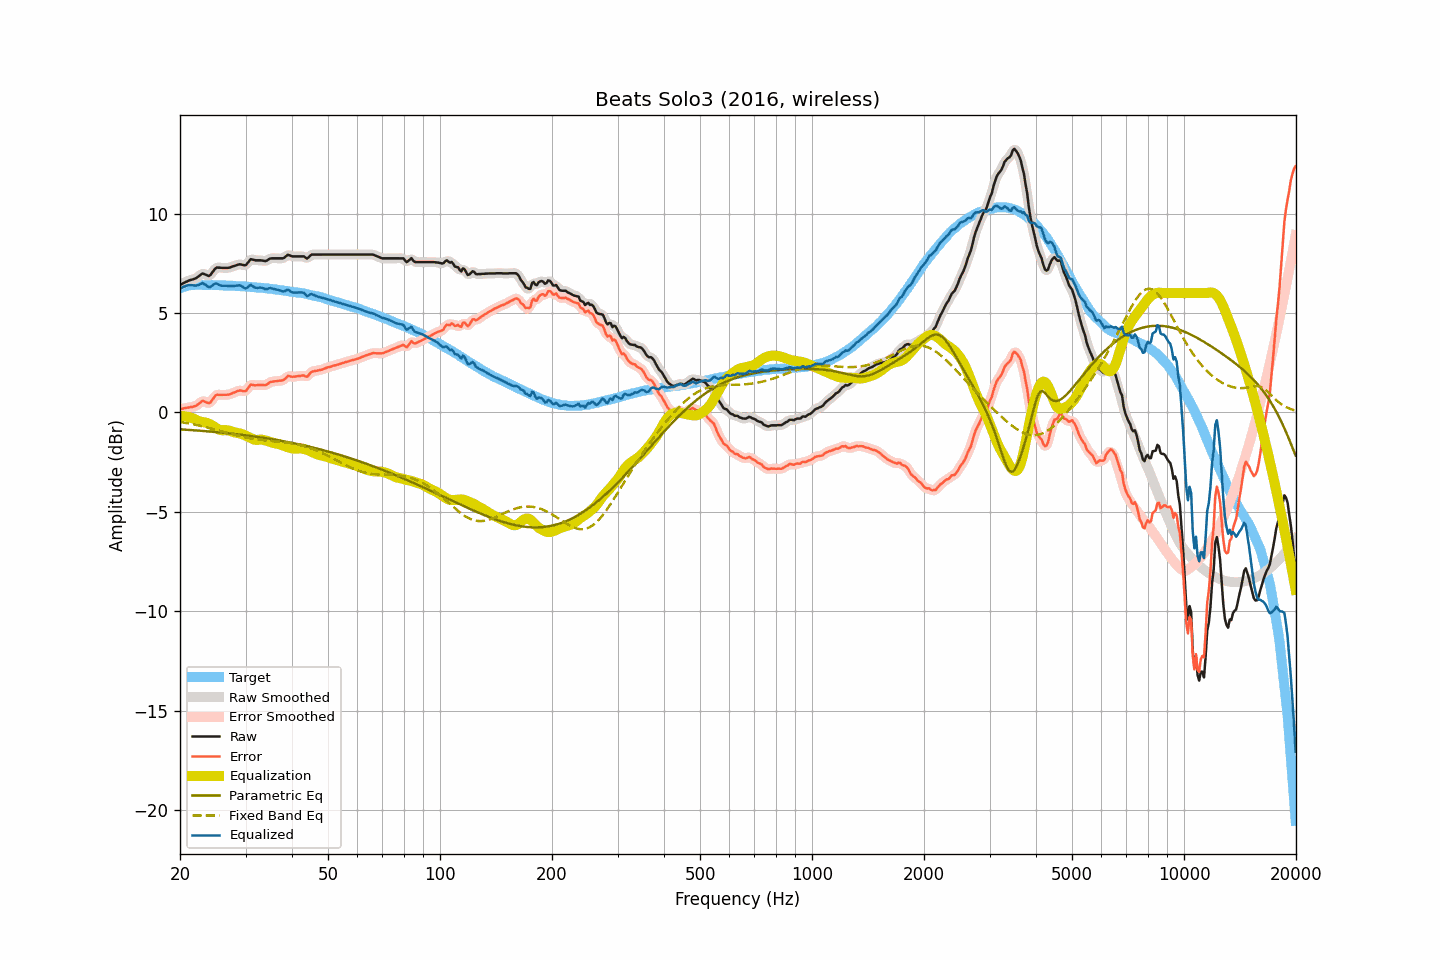 Beats Solo3 (2016, wireless)
10
5
0
−5
−10
−15
−20
Amplitude (dBr)
Target
Raw Smoothed
Error Smoothed
Raw
Error
Equalization
Parametric Eq
Fixed Band Eq
Equalized
20 50 100 200 500 1000 2000 5000 10000 20000
Frequency (Hz)